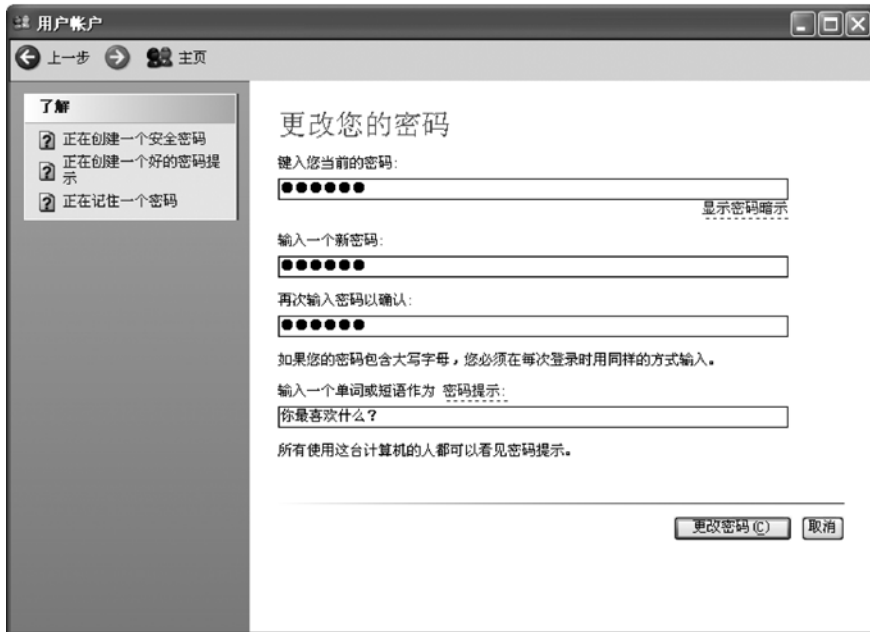 用户帐户
上一步 主页
了解
正在创建一个安全密码
正在创建一个好的密码提
示
正在记住一个密码
更改您的密码
键入您当前的密码:
●●●●●●
显示密码暗示
输入一个新密码:
●●●●●●
再次输入密码以确认:
●●●●●●
如果您的密码包含大写字母，您必须在每次登录时用同样的方式输入。
输入一个单词或短语作为 密码提示:
你最喜欢什么?
所有使用这台计算机的人都可以看见密码提示。
更改密码(C) 取消